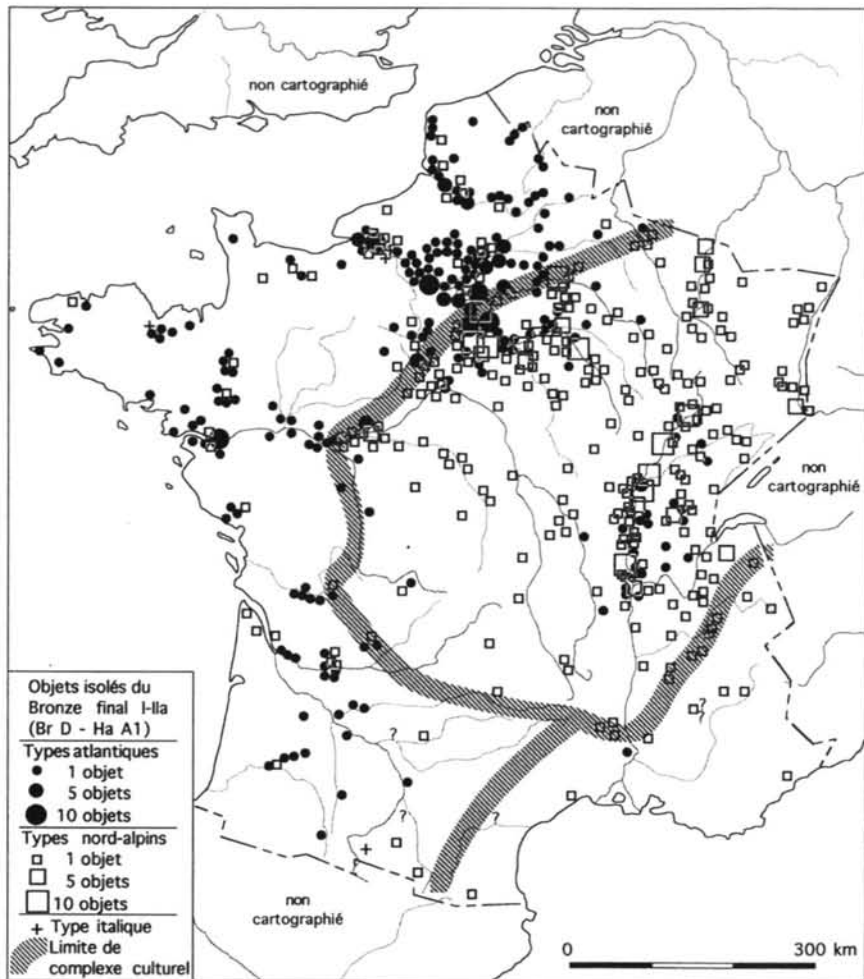 non cartographié
non
cartographié
non
cartographié
?
?
?
?
non
cartographié
Objets isolés du
Bronze final I-IIa
(Br D - Ha A1)
Types atlantiques
1 objet
5 objets
10 objets
Types nord-alpins
1 objet
5 objets
10 objets
+ Type italique
Limite de
complexe culturel
0 300 km